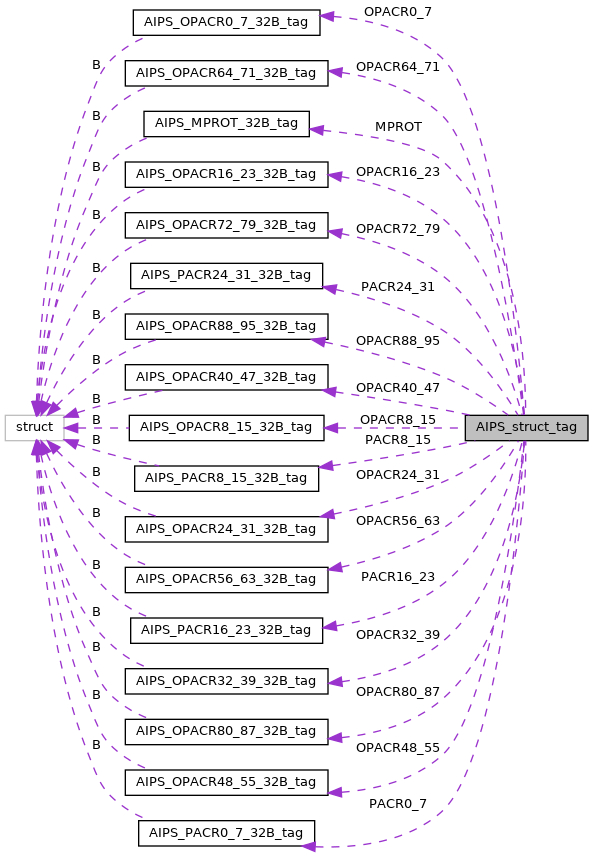 OPACR0_7
AIPS_OPACR0_7_32B_tag
B
OPACR64_71
AIPS_OPACR64_71_32B_tag
B
MPROT
AIPS_MPROT_32B_tag
B
OPACR16_23
AIPS_OPACR16_23_32B_tag
B
OPACR72_79
AIPS_OPACR72_79_32B_tag
B
PACR24_31
AIPS_PACR24_31_32B_tag
B
OPACR88_95
AIPS_OPACR88_95_32B_tag
B
OPACR40_47
AIPS_OPACR40_47_32B_tag
B
OPACR8_15
struct
B
AIPS_OPACR8_15_32B_tag
AIPS_struct_tag
PACR8_15
B
AIPS_PACR8_15_32B_tag
OPACR24_31
B
AIPS_OPACR24_31_32B_tag
OPACR56_63
B
AIPS_OPACR56_63_32B_tag
PACR16_23
B
AIPS_PACR16_23_32B_tag
OPACR32_39
B
AIPS_OPACR32_39_32B_tag
OPACR80_87
B
AIPS_OPACR80_87_32B_tag
OPACR48_55
B
AIPS_OPACR48_55_32B_tag
PACR0_7
B
AIPS_PACR0_7_32B_tag